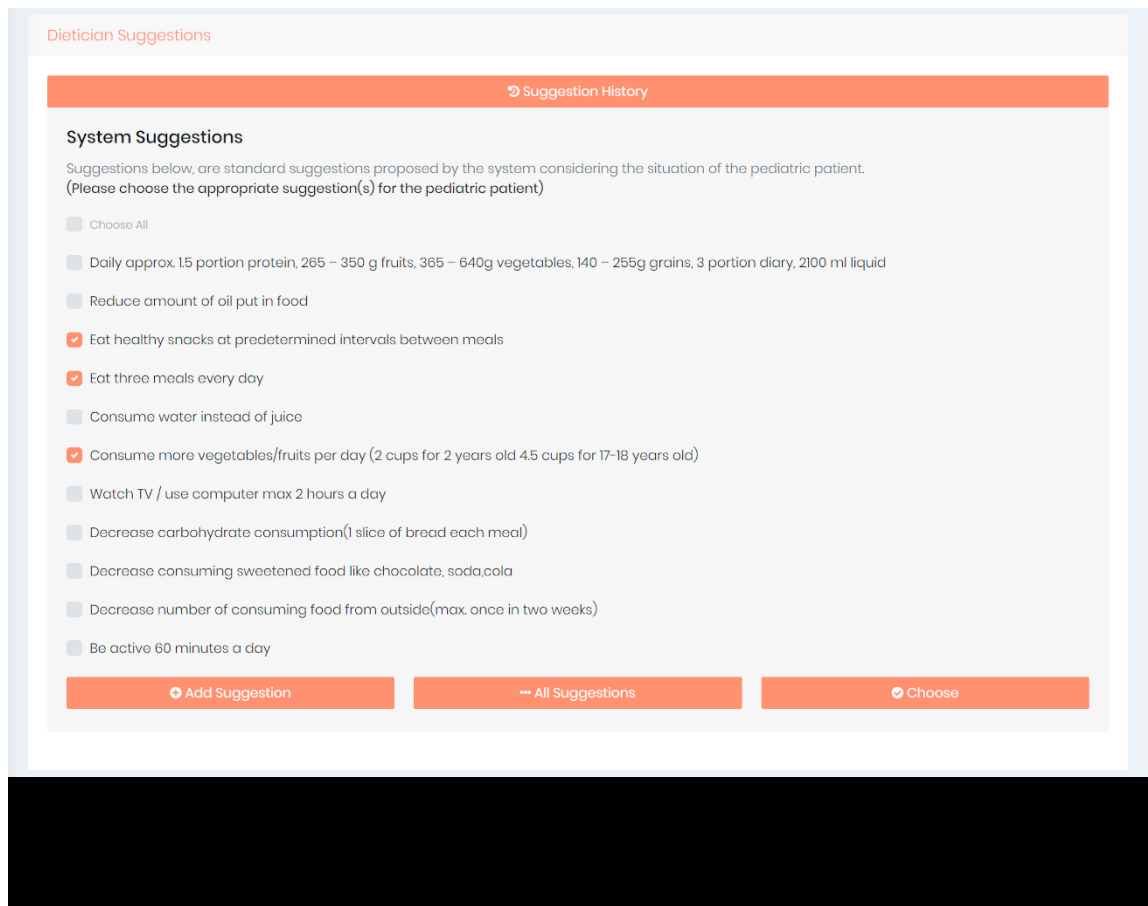 Dietician Suggestions
Suggestion History
System Suggestions
Suggestions below, are standard suggestions proposed by the system considering the situation of the pediatric patient.
(Please choose the appropriate suggestion(s) for the pediatric patient)
Choose All
Daily approx. 1.5 portion protein, 265 – 350 g fruits, 365 – 640g vegetables, 140 – 255g grains, 3 portion diary, 2100 ml liquid
Reduce amount of oil put in food
Eat healthy snacks at predetermined intervals between meals
Eat three meals every day
Consume water instead of juice
Consume more vegetables/fruits per day (2 cups for 2 years old 4.5 cups for 17-18 years old)
Watch TV / use computer max 2 hours a day
Decrease carbohydrate consumption(1 slice of bread each meal)
Decrease consuming sweetened food like chocolate, soda,cola
Decrease number of consuming food from outside(max. once in two weeks)
Be active 60 minutes a day
Add Suggestion
All Suggestions
Choose